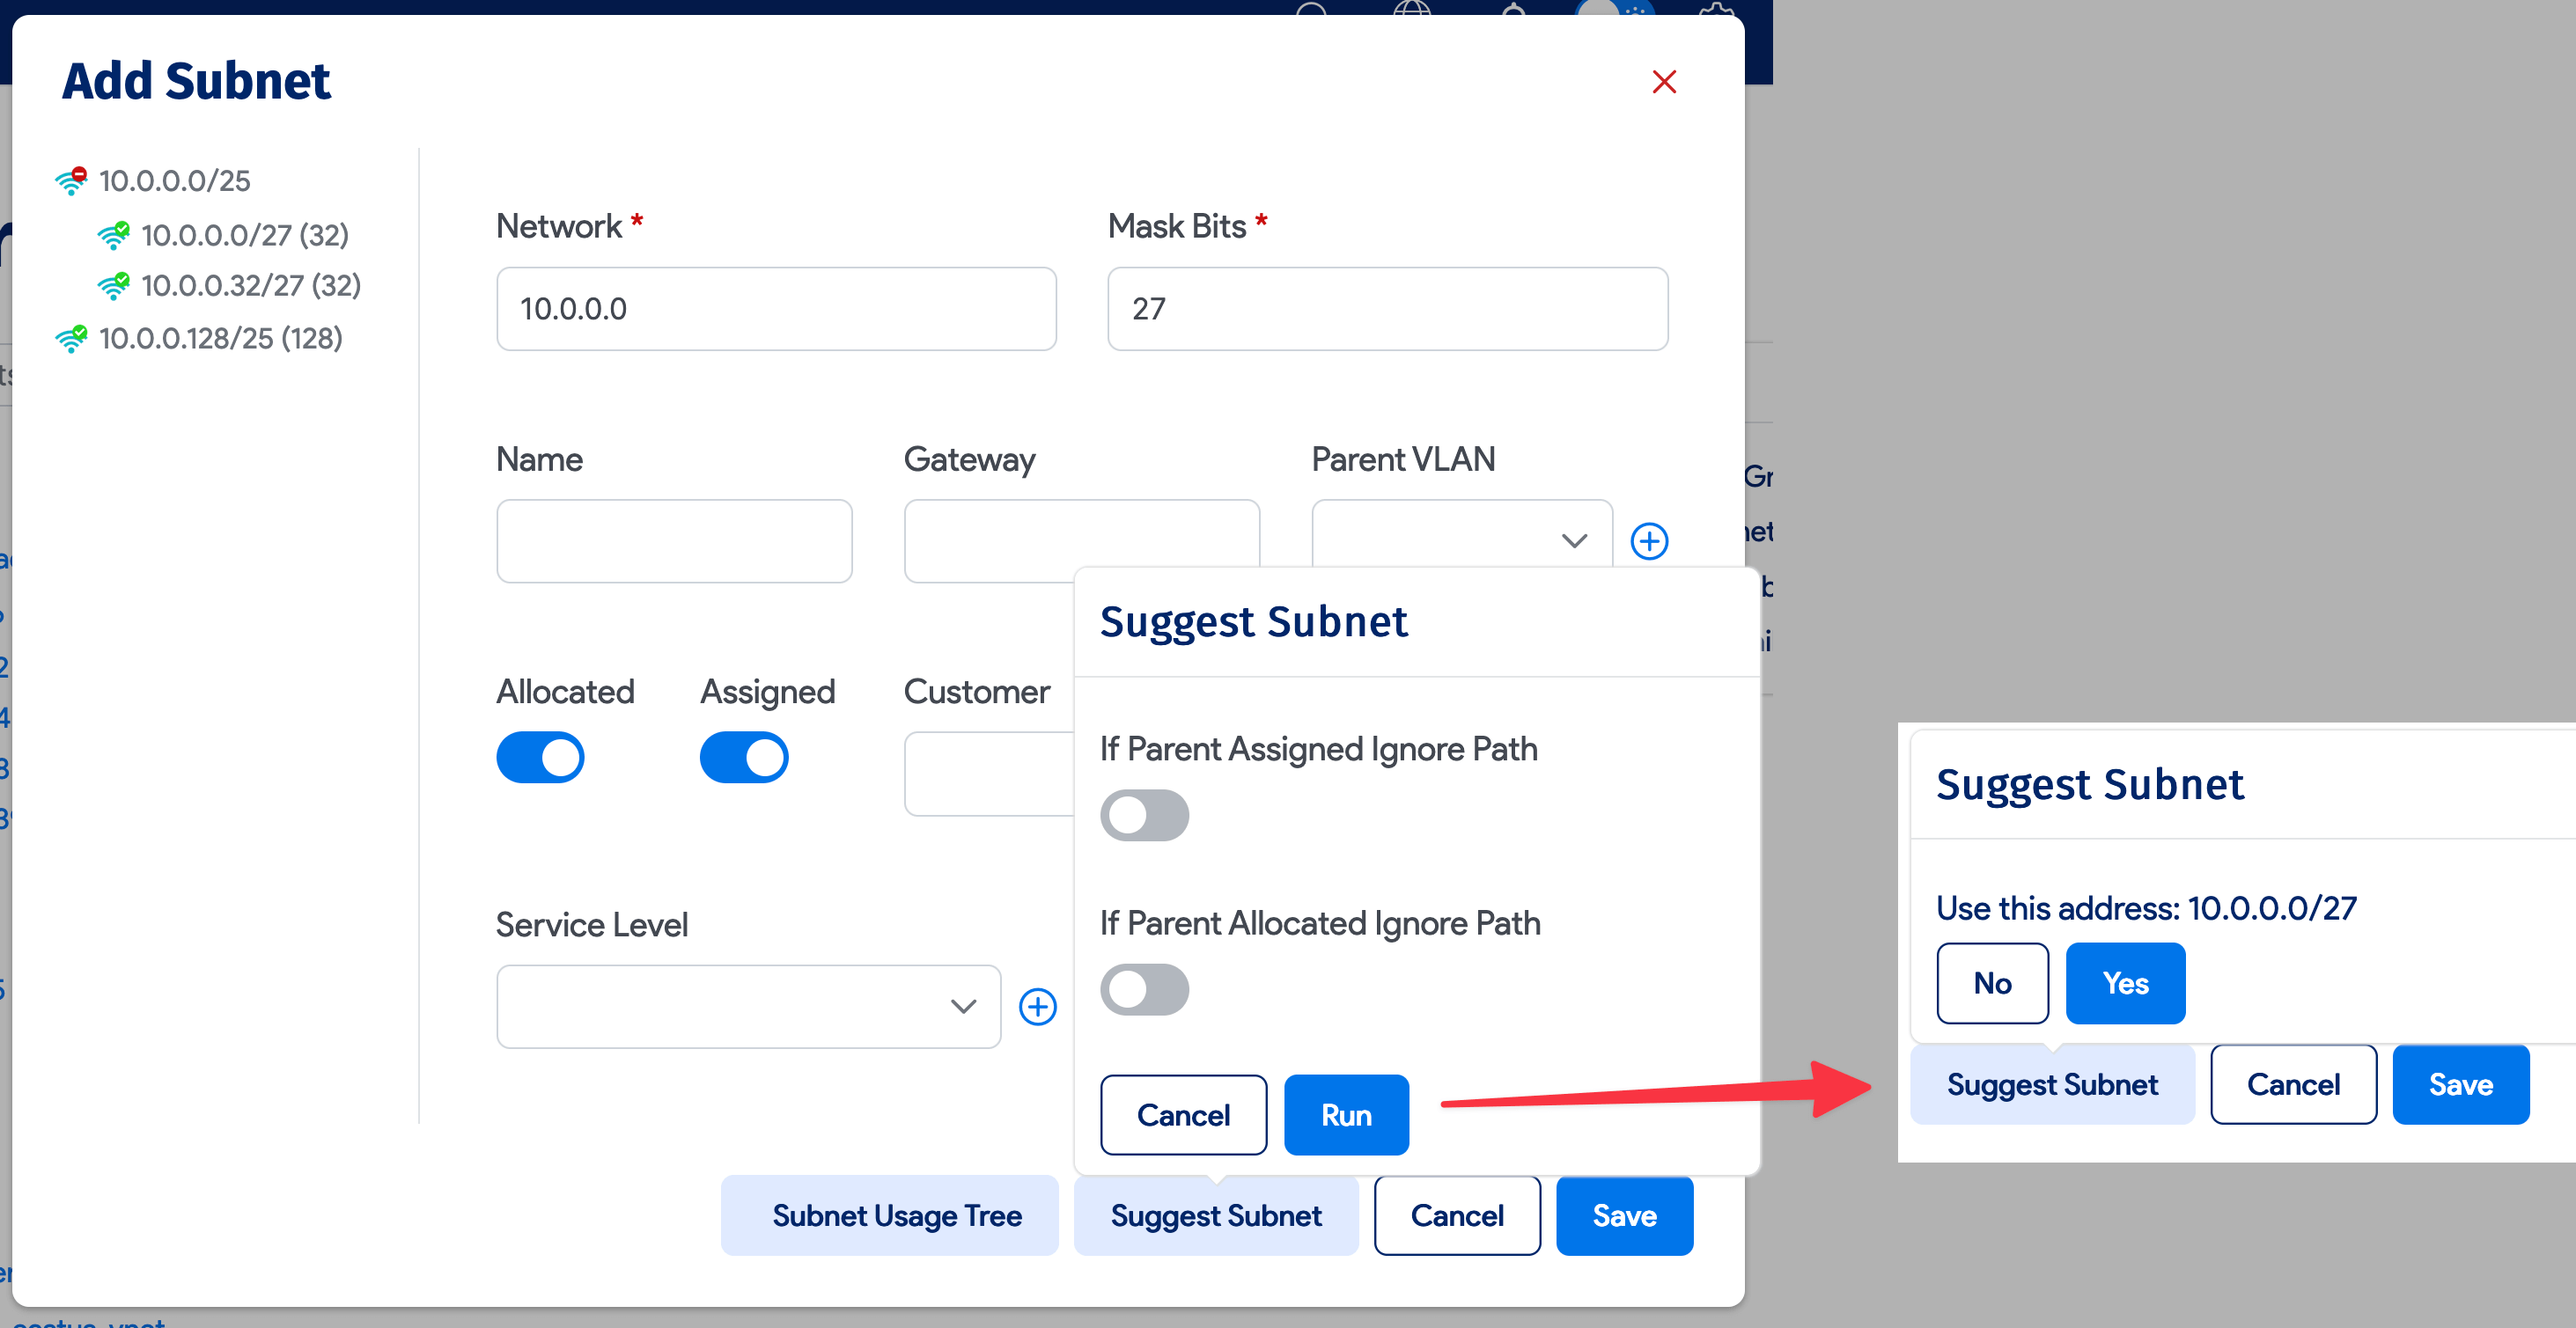 Add Subnet
10.0.0.0/25
10.0.0.0/27 (32)
10.0.0.32/27 (32)
10.0.0.128/25 (128)
Network *
Mask Bits *
10.0.0.0
27
Name
Gateway
Parent VLAN
Allocated
Assigned
Customer
Service Level
Suggest Subnet
If Parent Assigned Ignore Path
If Parent Allocated Ignore Path
Cancel
Run
Subnet Usage Tree
Suggest Subnet
Cancel
Save
Gr
Suggest Subnet
Use this address: 10.0.0.0/27
No
Yes
Suggest Subnet
Cancel
Save